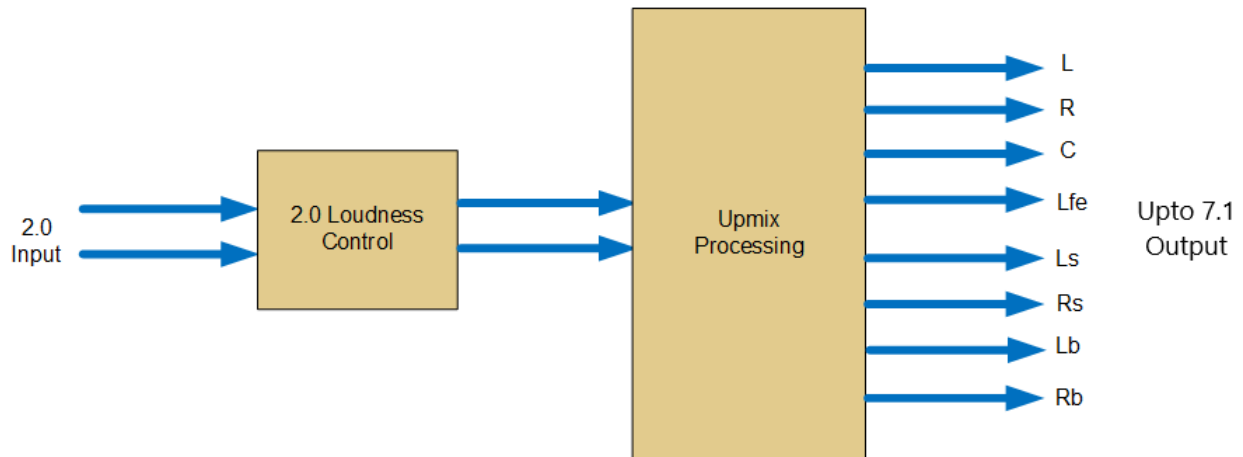 2.0
Input
2.0 Loudness
Control
Upmix
Processing
L
R
C
Lfe
Ls
Rs
Lb
Rb
Upto 7.1
Output